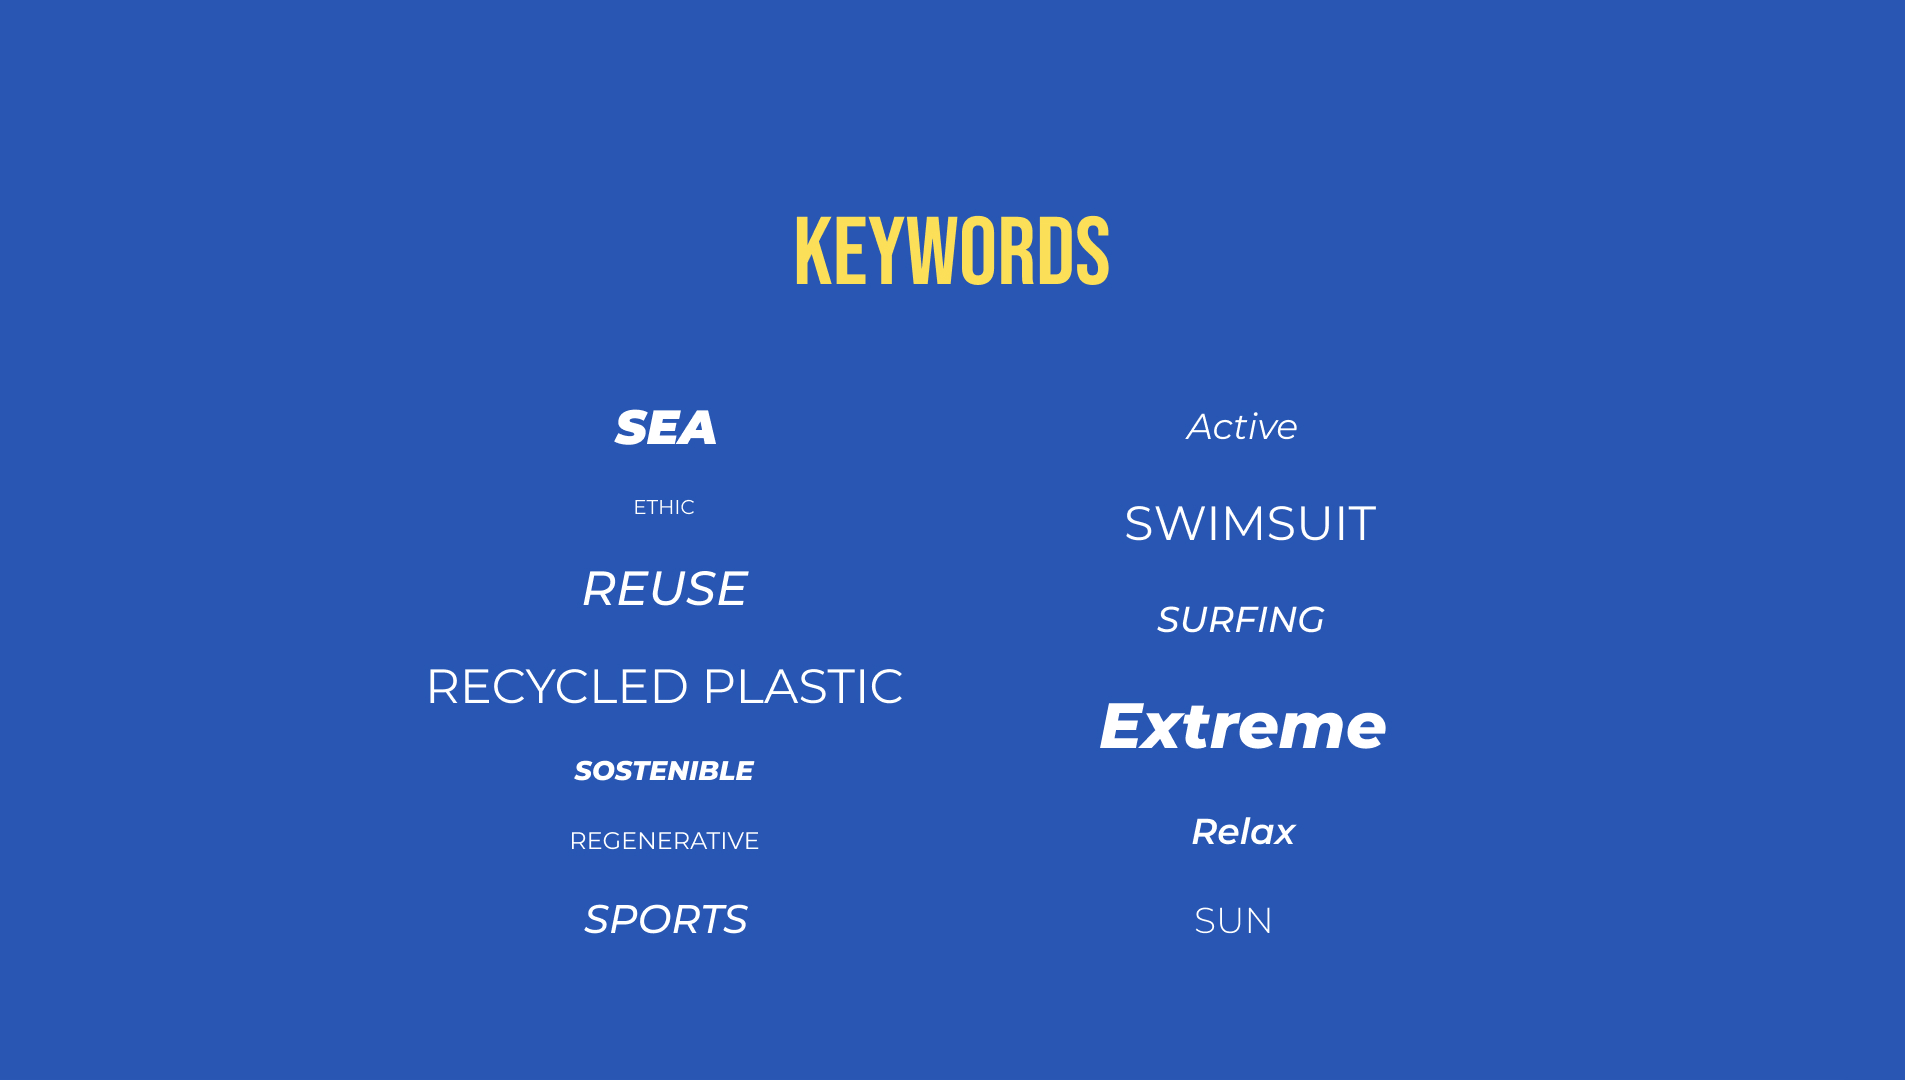 KEYWORDS
SEA
ETHIC
REUSE
RECYCLED PLASTIC
SOSTENIBLE
REGENERATIVE
SPORTS
Active
SWIMSUIT
SURFING
Extreme
Relax
SUN